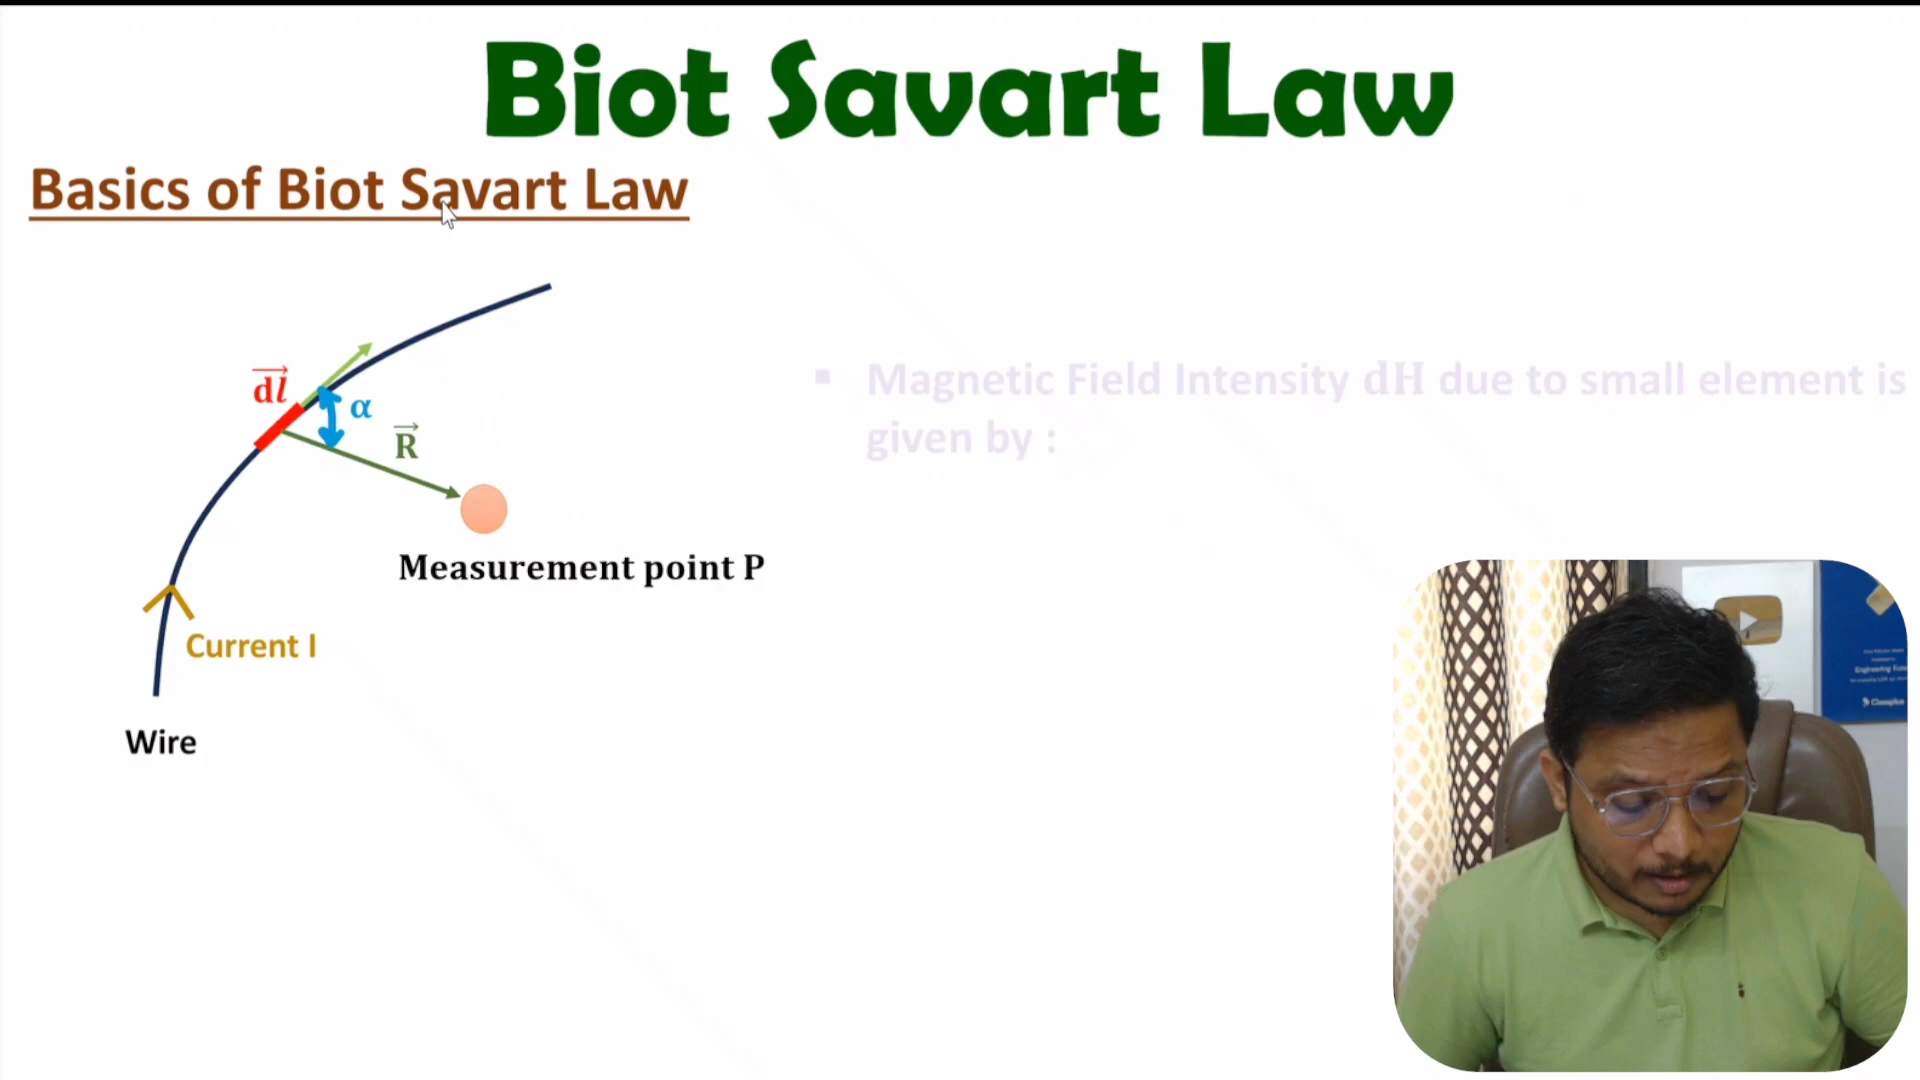 Biot Savart Law
Basics of Biot Savart Law
dl
α
R
▪ Magnetic Field Intensity dH due to small element is
given by :
Measurement point P
Current I
Wire
Classplus